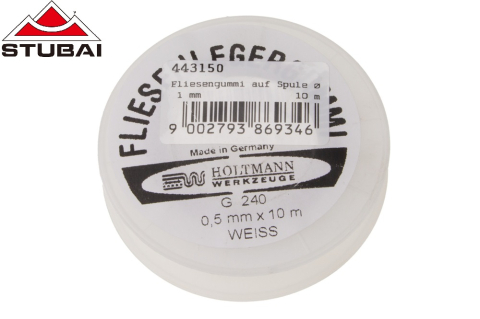 STUBAI
443150
Fliesengummi auf Spule ø
1 mm 10 m
9 002793 869346
Made in Germany
HOLTMANN
WERKZEUGE
G 240
0,5 mm x 10 m
WEISS